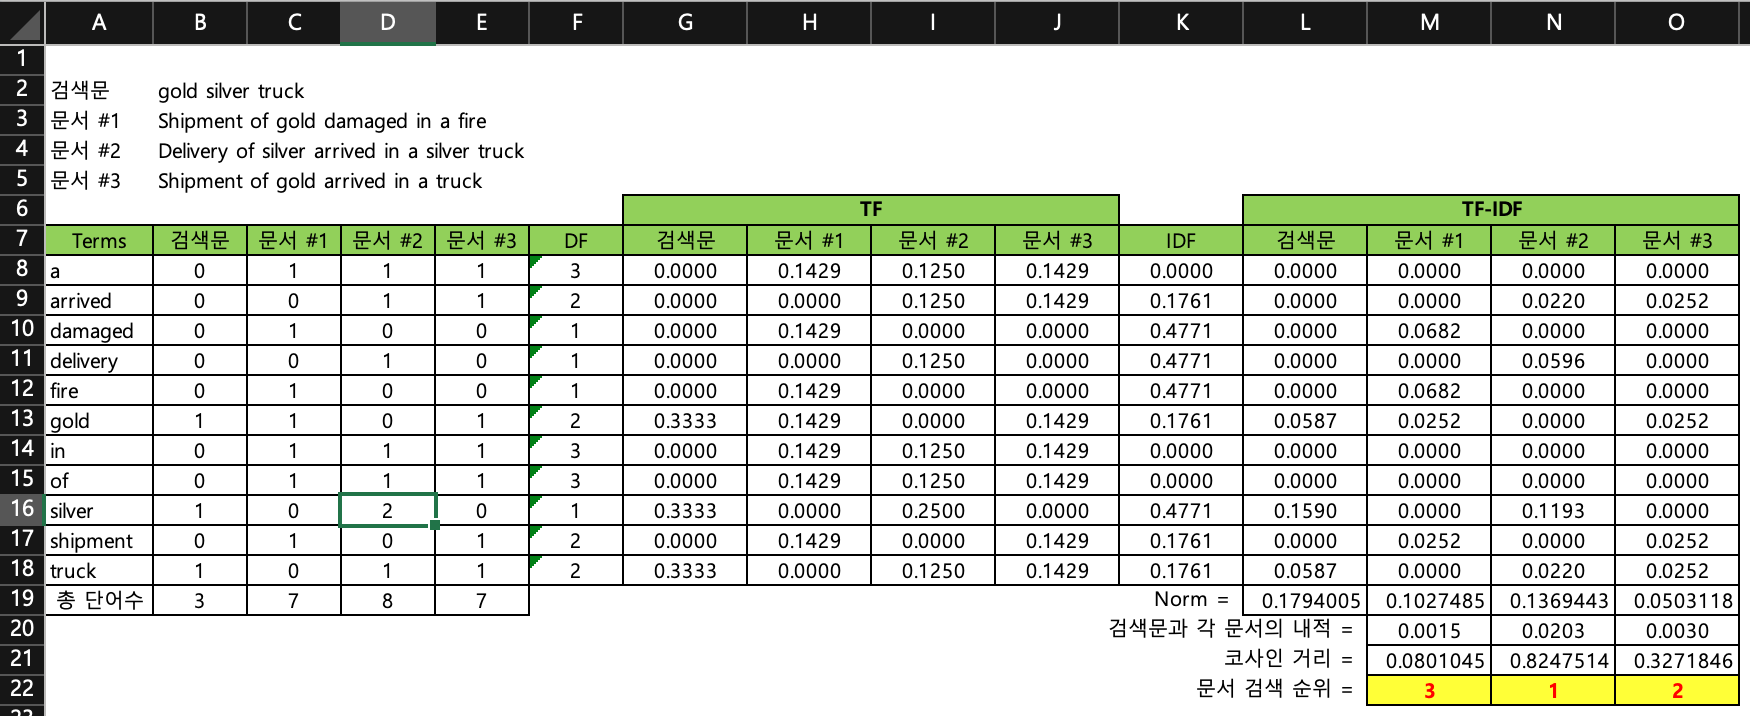 A B C D E F G H I J K L M N O
1
2 검색문 gold silver truck
3 문서 #1 Shipment of gold damaged in a fire
4 문서 #2 Delivery of silver arrived in a silver truck
5 문서 #3 Shipment of gold arrived in a truck
6 TF TF-IDF
7 Terms 검색문 문서 #1 문서 #2 문서 #3 DF 검색문 문서 #1 문서 #2 문서 #3 IDF 검색문 문서 #1 문서 #2 문서 #3
8 a 0 1 1 1 3 0.0000 0.1429 0.1250 0.1429 0.0000 0.0000 0.0000 0.0000 0.0000
9 arrived 0 0 1 1 2 0.0000 0.0000 0.1250 0.1429 0.1761 0.0000 0.0000 0.0220 0.0252
10 damaged 0 1 0 0 1 0.0000 0.1429 0.0000 0.0000 0.4771 0.0000 0.0682 0.0000 0.0000
11 delivery 0 0 1 0 1 0.0000 0.0000 0.1250 0.0000 0.4771 0.0000 0.0000 0.0596 0.0000
12 fire 0 1 0 0 1 0.0000 0.1429 0.0000 0.0000 0.4771 0.0000 0.0682 0.0000 0.0000
13 gold 1 1 0 1 2 0.3333 0.1429 0.0000 0.1429 0.1761 0.0587 0.0252 0.0000 0.0252
14 in 0 1 1 1 3 0.0000 0.1429 0.1250 0.1429 0.0000 0.0000 0.0000 0.0000 0.0000
15 of 0 1 1 1 3 0.0000 0.1429 0.1250 0.1429 0.0000 0.0000 0.0000 0.0000 0.0000
16 silver 1 0 2 0 1 0.3333 0.0000 0.2500 0.0000 0.4771 0.1590 0.0000 0.1193 0.0000
17 shipment 0 1 0 1 2 0.0000 0.1429 0.0000 0.1429 0.1761 0.0000 0.0252 0.0000 0.0252
18 truck 1 0 1 1 2 0.3333 0.0000 0.1250 0.1429 0.1761 0.0587 0.0000 0.0220 0.0252
19 총 단어수 3 7 8 7 Norm = 0.1794005 0.1027485 0.1369443 0.0503118
20 검색문과 각 문서의 내적 = 0.0015 0.0203 0.0030
21 코사인 거리 = 0.0801045 0.8247514 0.3271846
22 문서 검색 순위 = 3 1 2